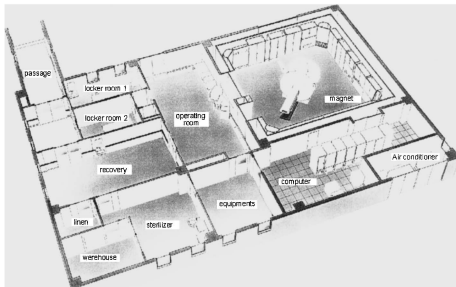 passage
locker room 1
locker room 2
operating
room
magnet
recovery
Air conditioner
computer
equipments
linen
sterilizer
werehouse